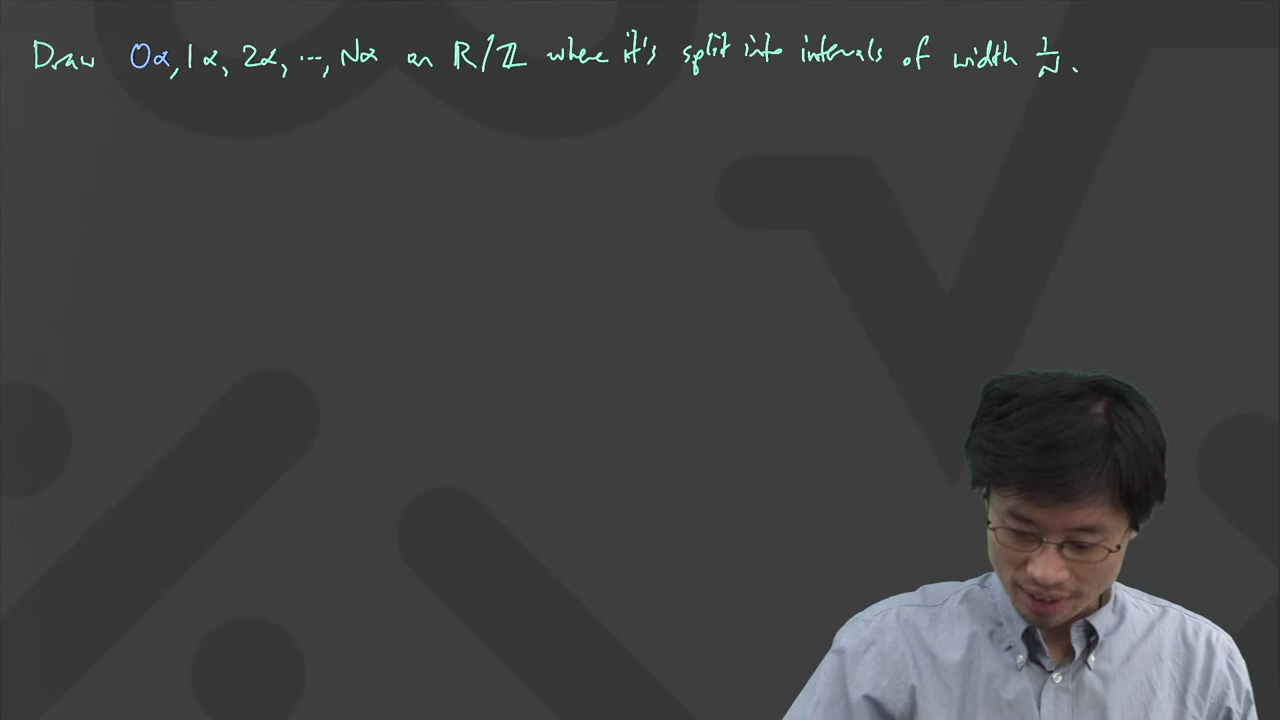 Draw 0α, 1α, 2α, ..., Nα on ℝ/ℤ where it's split into intervals of width 1/N.